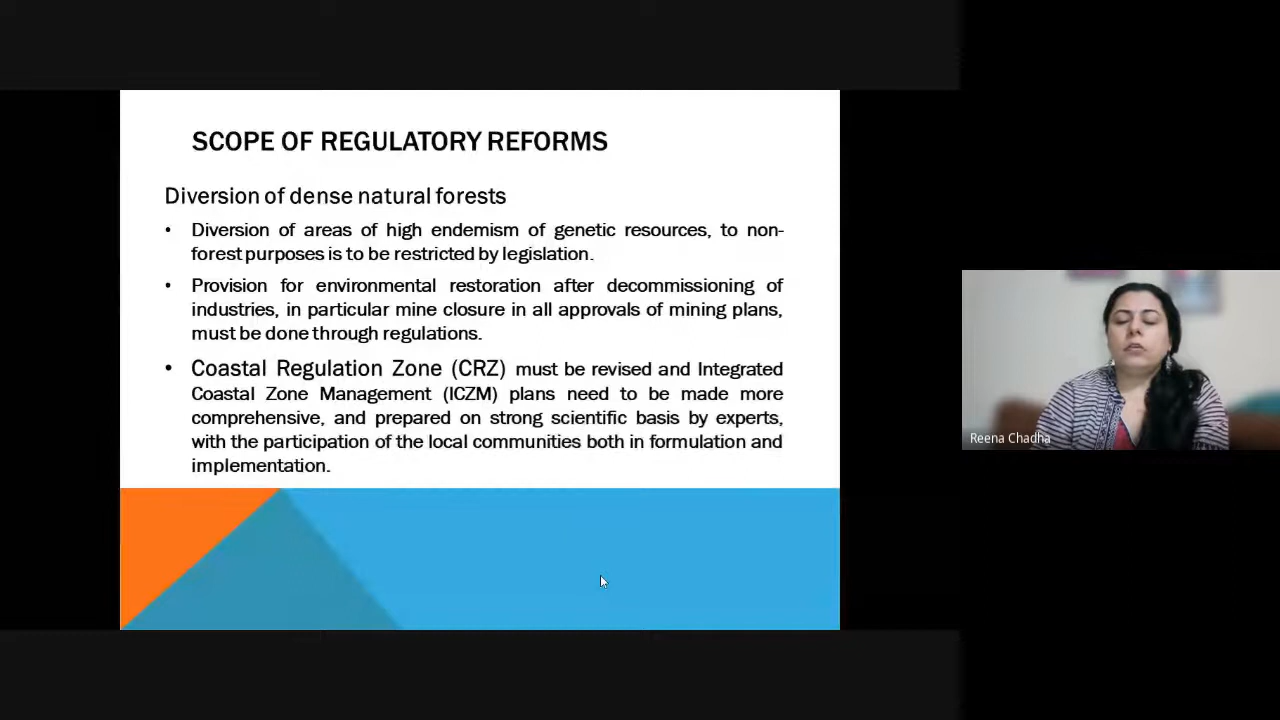 SCOPE OF REGULATORY REFORMS
Diversion of dense natural forests
• Diversion of areas of high endemism of genetic resources, to non-
forest purposes is to be restricted by legislation.
• Provision for environmental restoration after decommissioning of
industries, in particular mine closure in all approvals of mining plans,
must be done through regulations.
• Coastal Regulation Zone (CRZ) must be revised and Integrated
Coastal Zone Management (ICZM) plans need to be made more
comprehensive, and prepared on strong scientific basis by experts,
with the participation of the local communities both in formulation and
implementation.
Reena Chadha